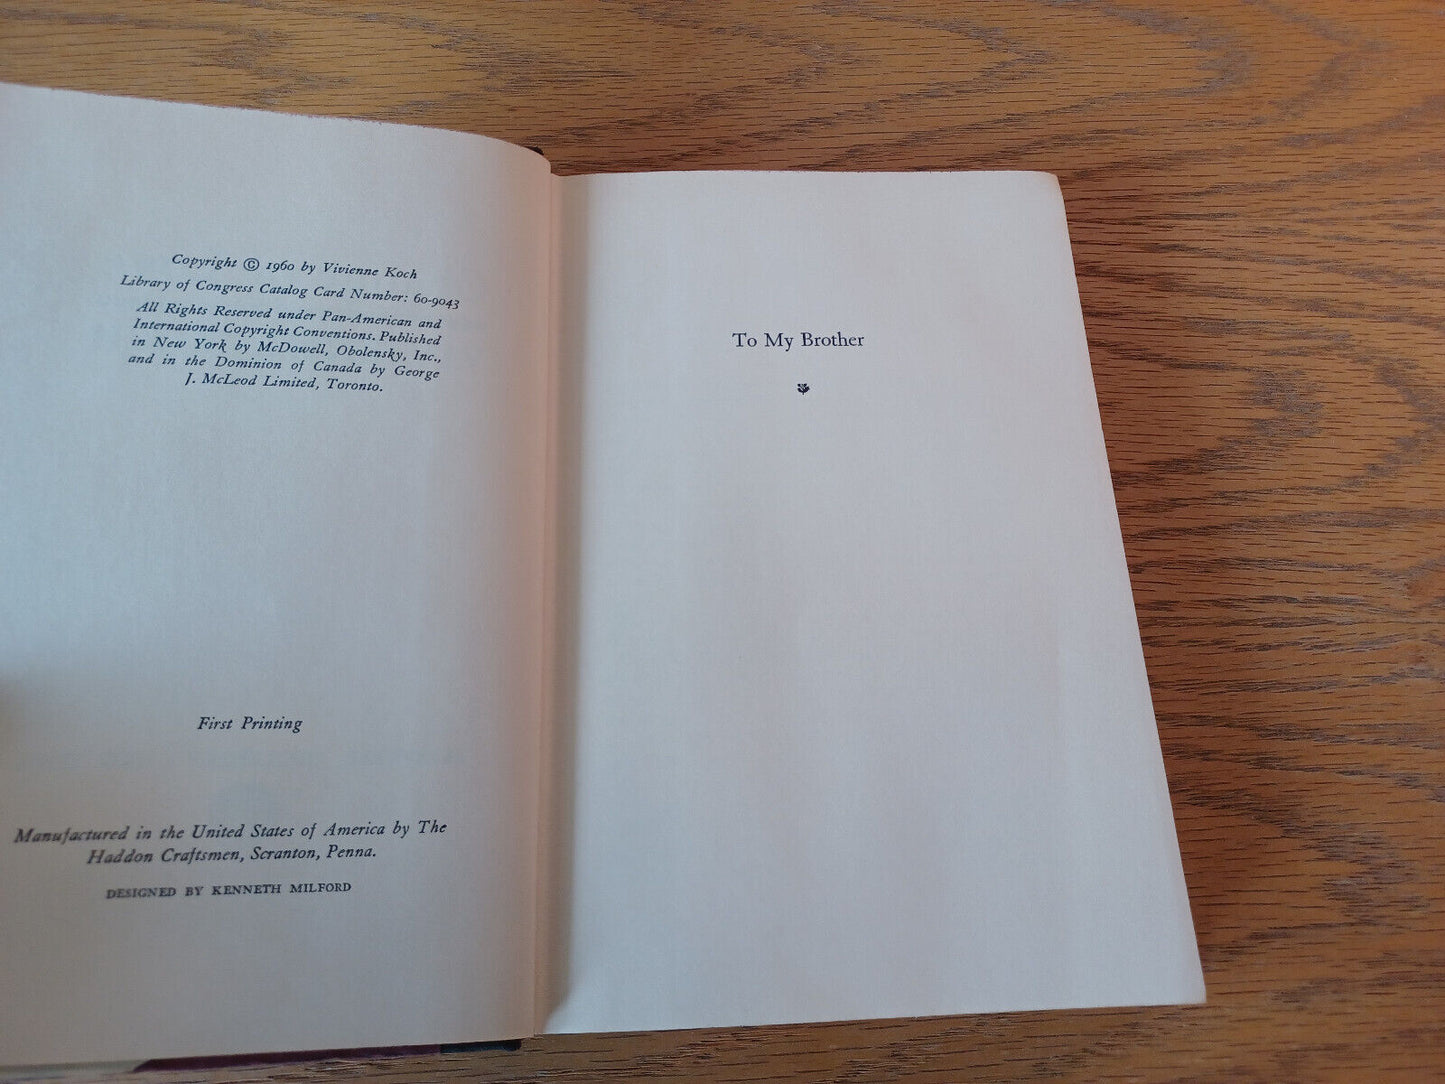 Copyright © 1960 by Vivienne Koch
Library of Congress Catalog Card Number: 60-9043
All Rights Reserved under Pan-American and
International Copyright Conventions. Published
in New York by McDowell, Obolensky, Inc.,
and in the Dominion of Canada by George
J. McLeod Limited, Toronto.
First Printing
Manufactured in the United States of America by The
Haddon Craftsmen, Scranton, Penna.
DESIGNED BY KENNETH MILFORD
To My Brother